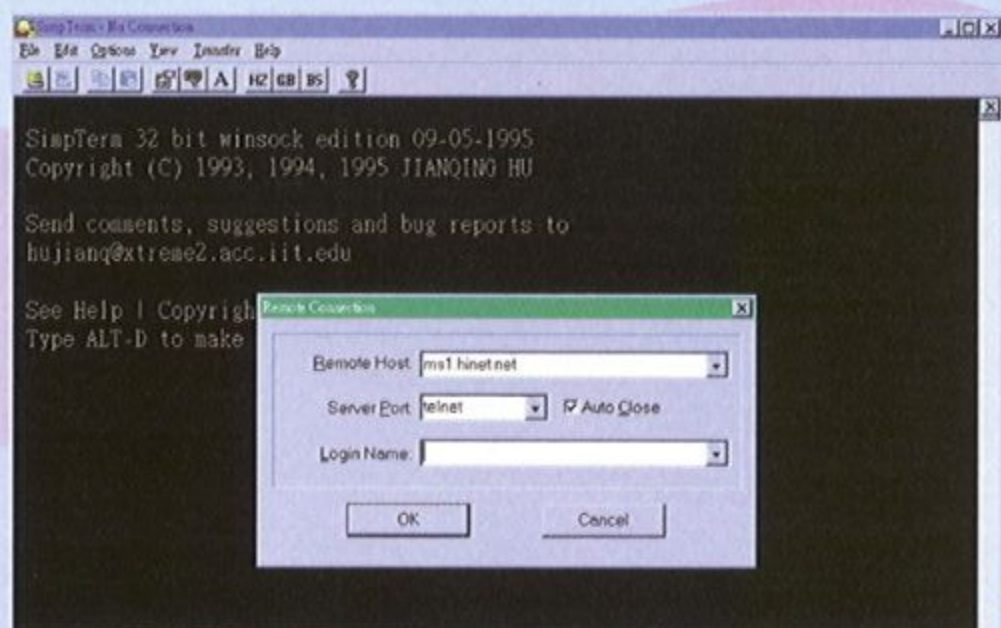 SimpTerm - No Connection
File Edit Options View Transfer Help
A HZ GB B5 ?
SimpTerm 32 bit winsock edition 09-05-1995
Copyright (C) 1993, 1994, 1995 JIANQING HU
Send comments, suggestions and bug reports to
hujianq@xtreme2.acc.iit.edu
See Help | Copyrigh
Type ALT-D to make
Remote Connection
Remote Host: ms1.hinet.net
Server Port: telnet Auto Close
Login Name:
OK Cancel